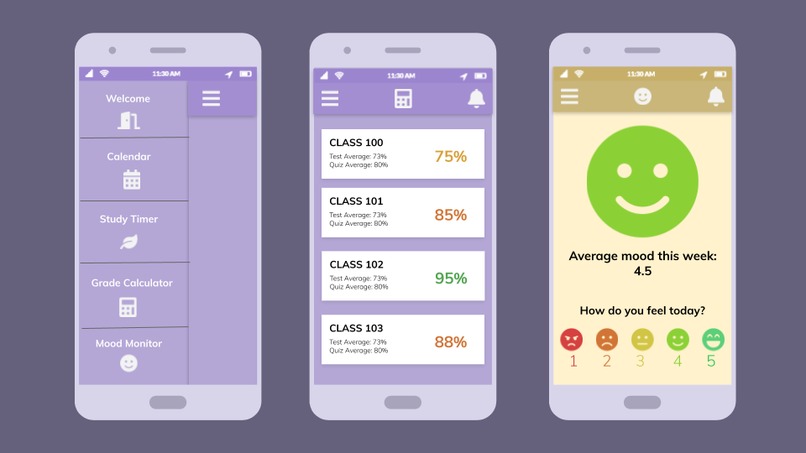 11:30 AM
Welcome
Calendar
Study Timer
Grade Calculator
Mood Monitor
11:30 AM
CLASS 100
Test Average: 73%
Quiz Average: 80%
75%
CLASS 101
Test Average: 73%
Quiz Average: 80%
85%
CLASS 102
Test Average: 73%
Quiz Average: 80%
95%
CLASS 103
Test Average: 73%
Quiz Average: 80%
88%
11:30 AM
Average mood this week:
4.5
How do you feel today?
1 2 3 4 5